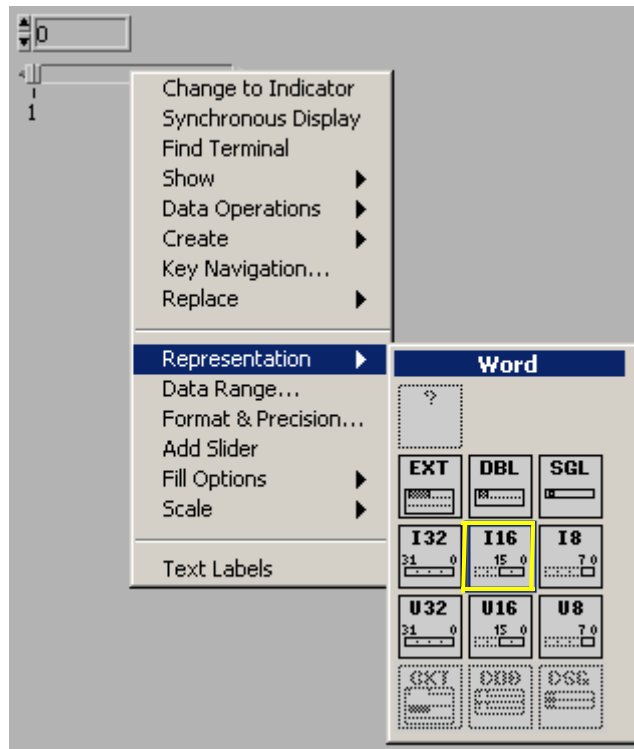 0
1
Change to Indicator
Synchronous Display
Find Terminal
Show
Data Operations
Create
Key Navigation...
Replace
Representation
Data Range...
Format & Precision...
Add Slider
Fill Options
Scale
Text Labels
Word
?
EXT DBL SGL
I32 I16 I8
31 0 15 0 7 0
U32 U16 U8
31 0 15 0 7 0
CXT CDB CSG